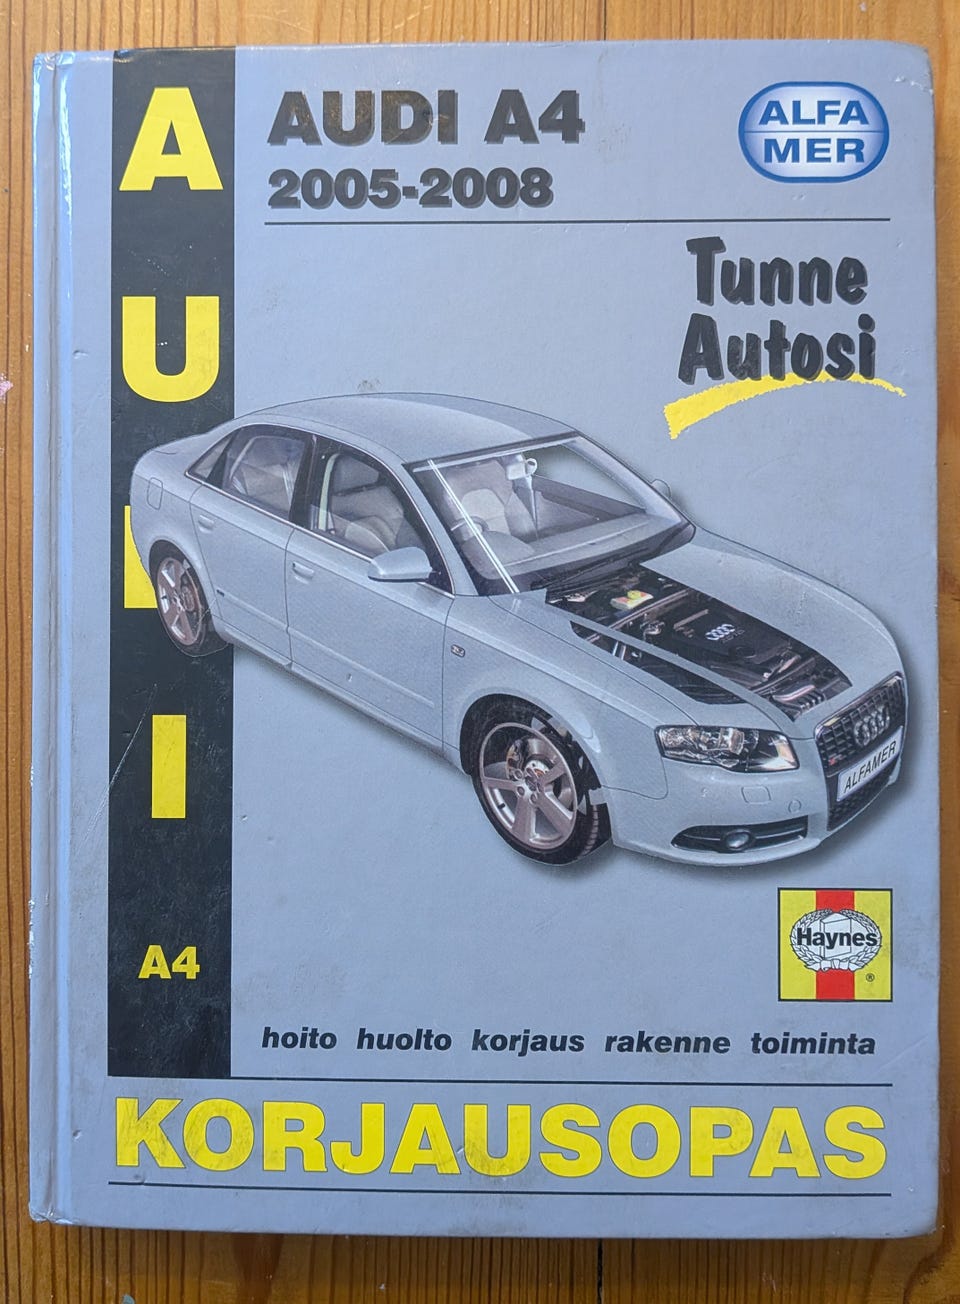 AUDI A4
2005-2008
ALFA
MER
Tunne
Autosi
A
U
I
A4
ALFAMER
Haynes
®
hoito huolto korjaus rakenne toiminta
KORJAUSOPAS